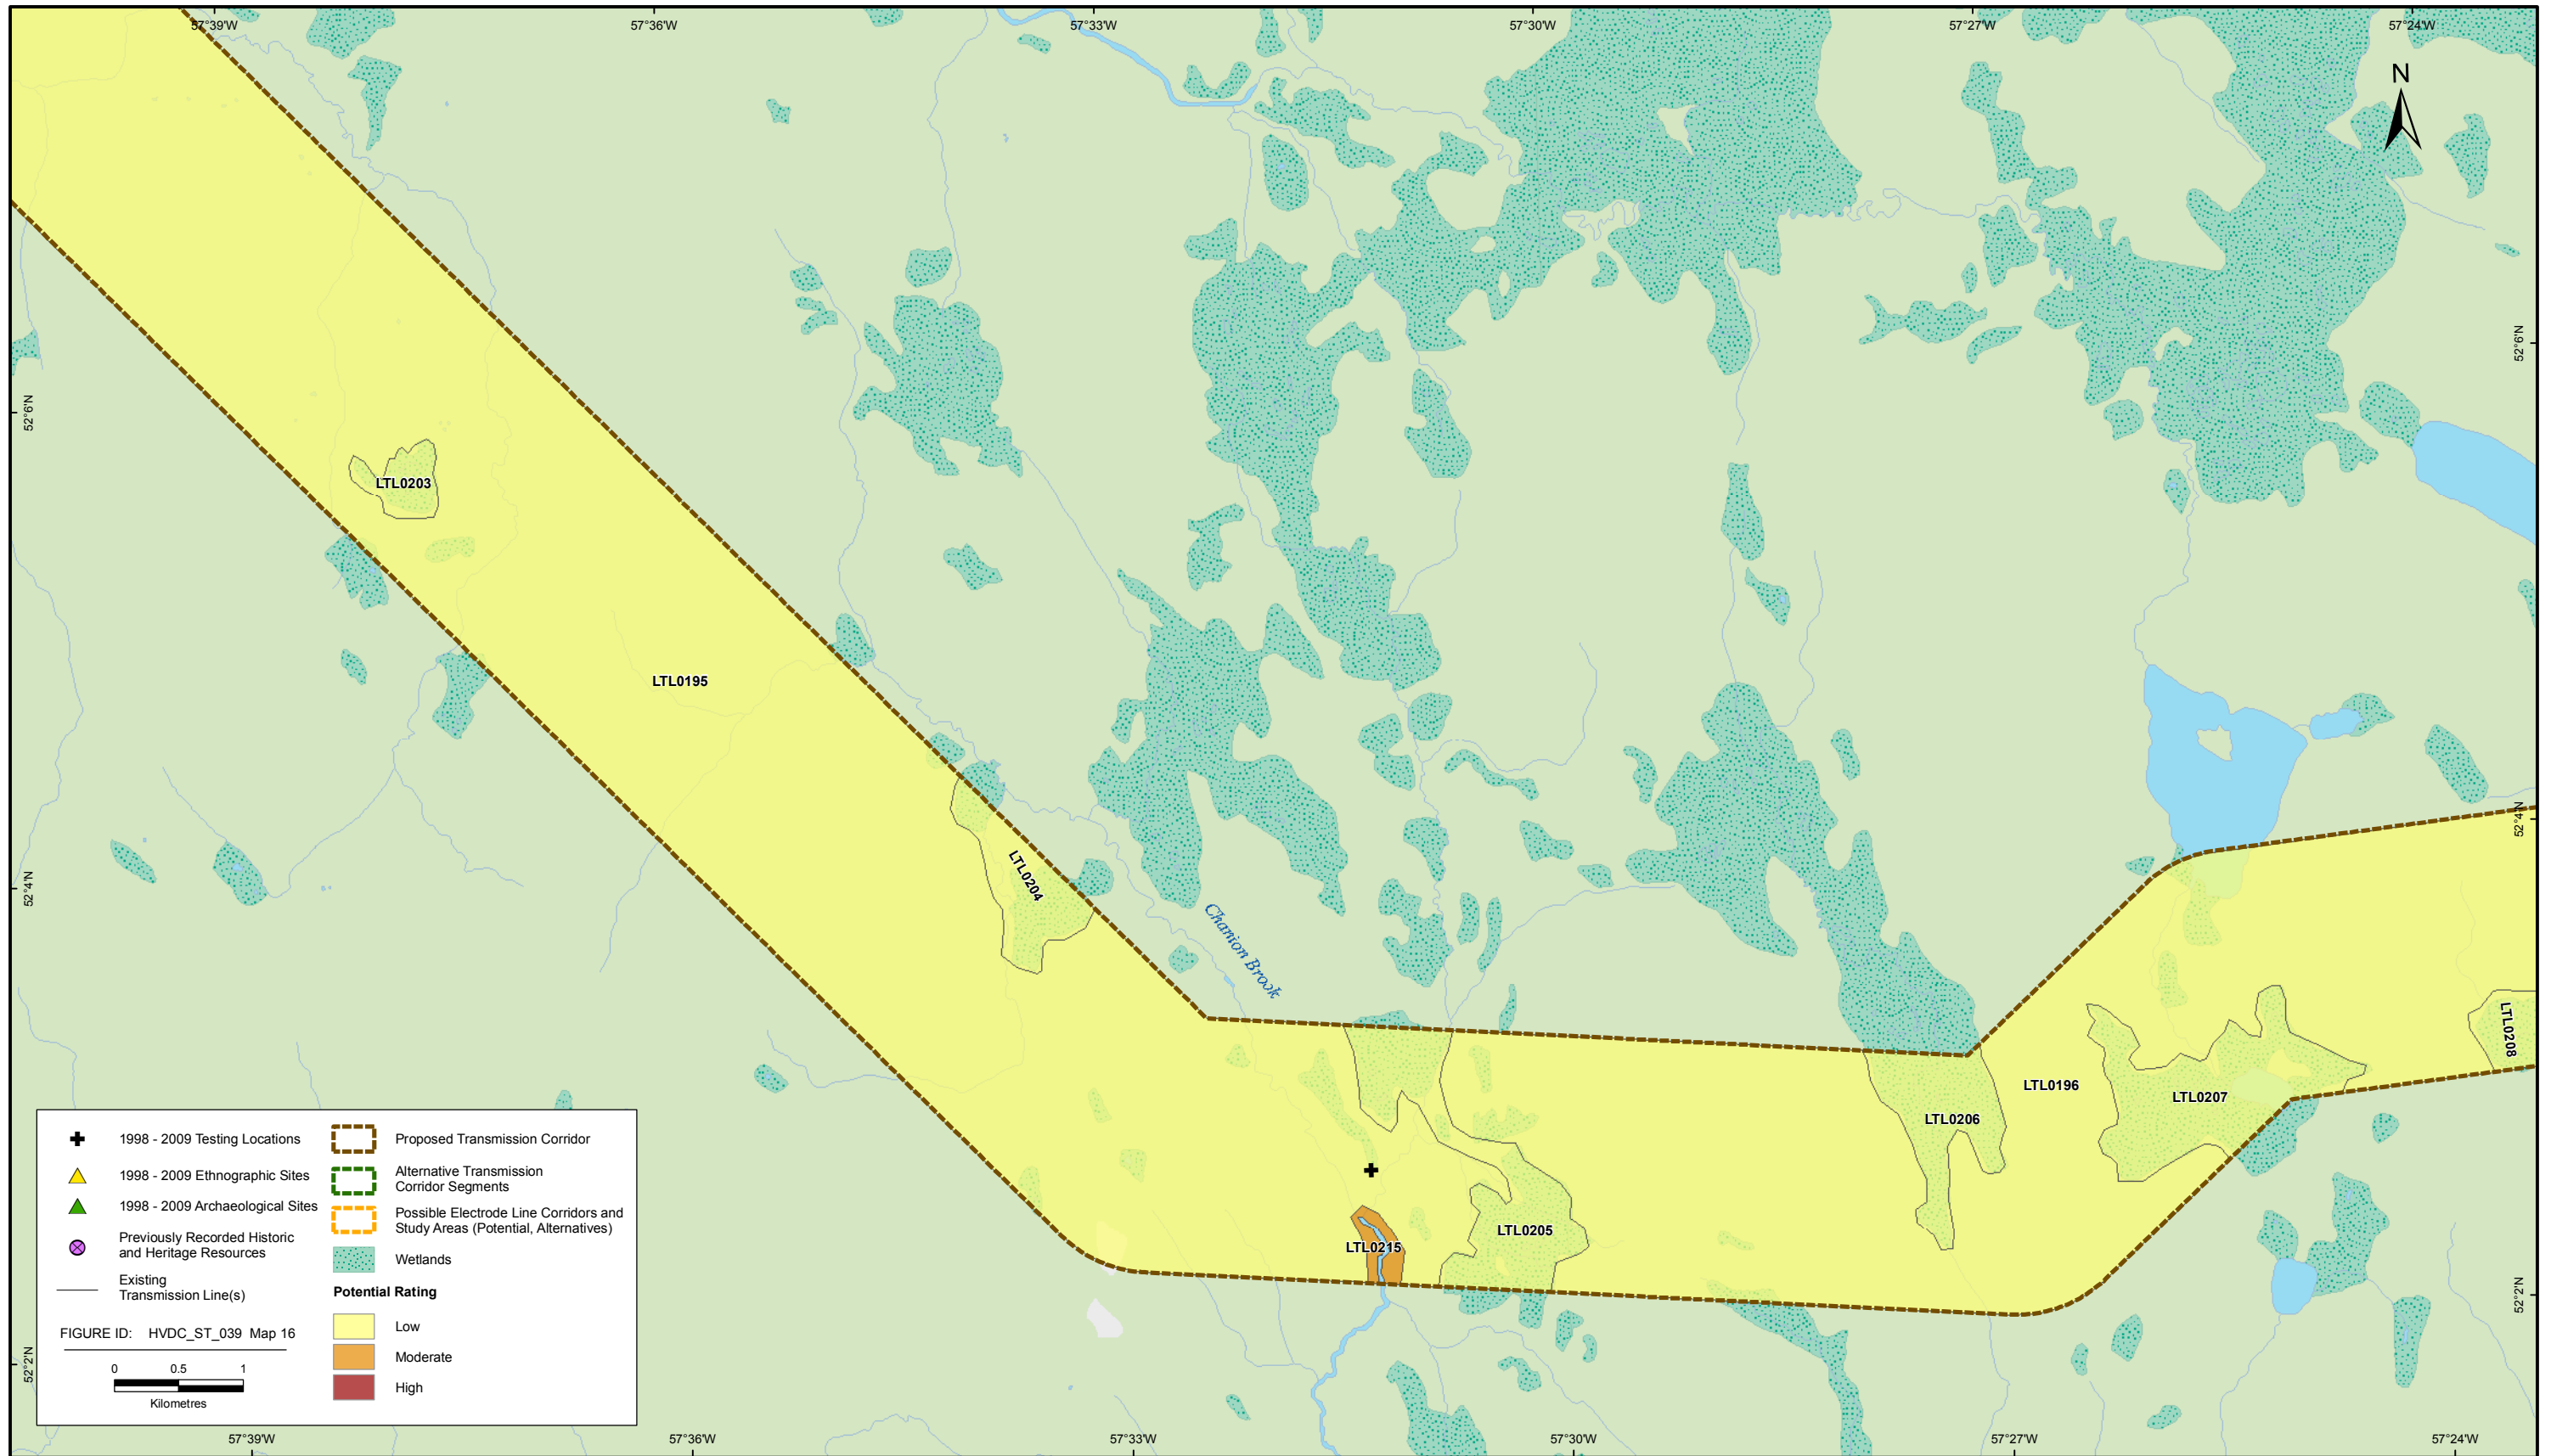 57°39'W
57°36'W
57°33'W
57°30'W
57°27'W
57°24'W
N
52°6'N
52°6'N
LTL0203
LTL0195
52°4'N
52°4'N
LTL0204
Charion Brook
LTL0208
LTL0196
LTL0207
LTL0206
LTL0205
LTL0215
52°2'N
52°2'N
1998 - 2009 Testing Locations
1998 - 2009 Ethnographic Sites
1998 - 2009 Archaeological Sites
Previously Recorded Historic
and Heritage Resources
Existing
Transmission Line(s)
FIGURE ID: HVDC_ST_039 Map 16
0 0.5 1
Kilometres
Proposed Transmission Corridor
Alternative Transmission
Corridor Segments
Possible Electrode Line Corridors and
Study Areas (Potential, Alternatives)
Wetlands
Potential Rating
Low
Moderate
High
57°39'W
57°36'W
57°33'W
57°30'W
57°27'W
57°24'W